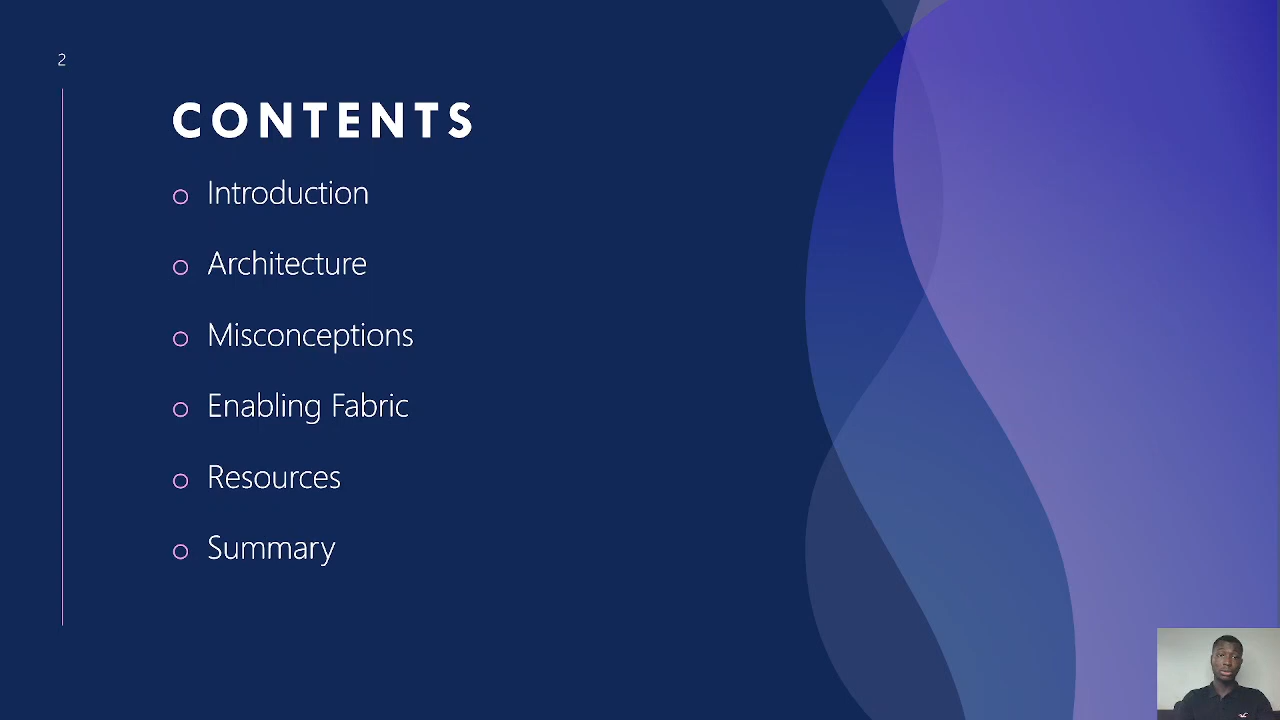 2
CONTENTS
Introduction
Architecture
Misconceptions
Enabling Fabric
Resources
Summary